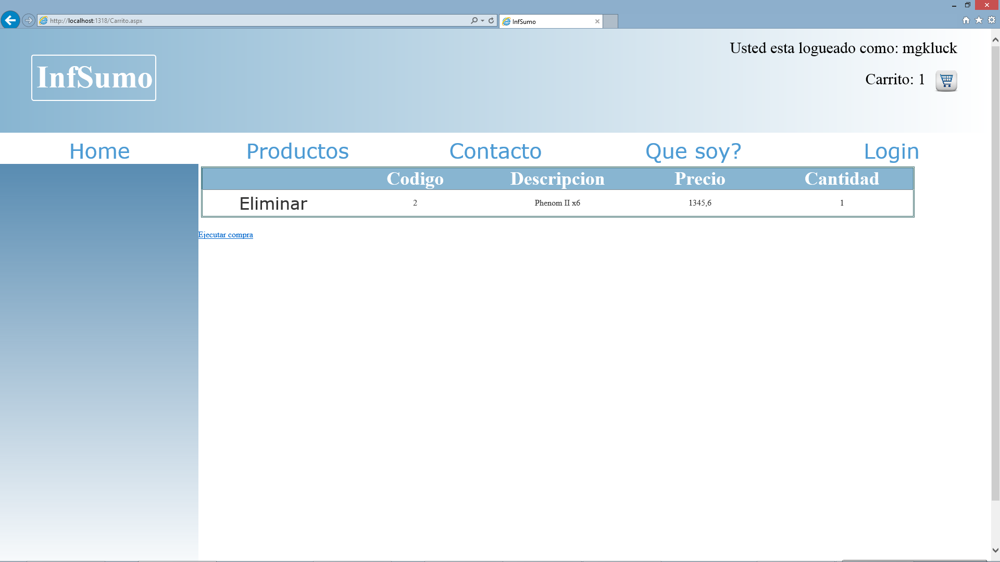 http://localhost:1318/Carrito.aspx
InfSumo
Usted esta logueado como: mgkluck
InfSumo
Carrito: 1
Home Productos Contacto Que soy? Login
Codigo Descripcion Precio Cantidad
Eliminar 2 Phenom II x6 1345,6 1
Ejecutar compra